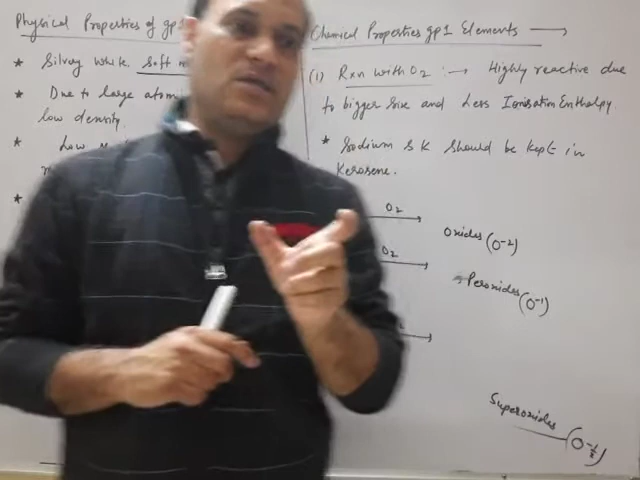 Physical Properties of gp1
* Silvery white soft
* Due to large atom
low density.
* Low
*
Chemical Properties gp1 Elements →
(1) Rxn with O2 :→ Highly reactive due
to bigger size and Less Ionisation Enthalpy.
* Sodium & K should be kept in
Kerosene.
O2 → Oxides (O-2)
O2 → Peroxides (O-1)
Superoxides (O-1/2)